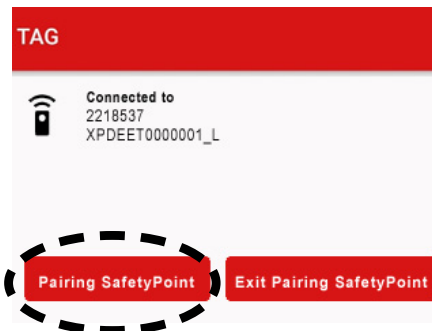 TAG
Connected to
2218537
XPDEET0000001_L
Pairing SafetyPoint
Exit Pairing SafetyPoint